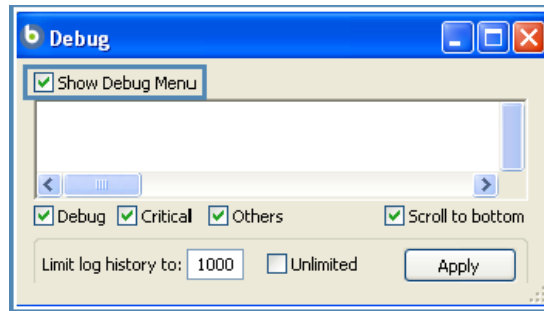 Debug
Show Debug Menu
Debug Critical Others Scroll to bottom
Limit log history to: 1000 Unlimited Apply